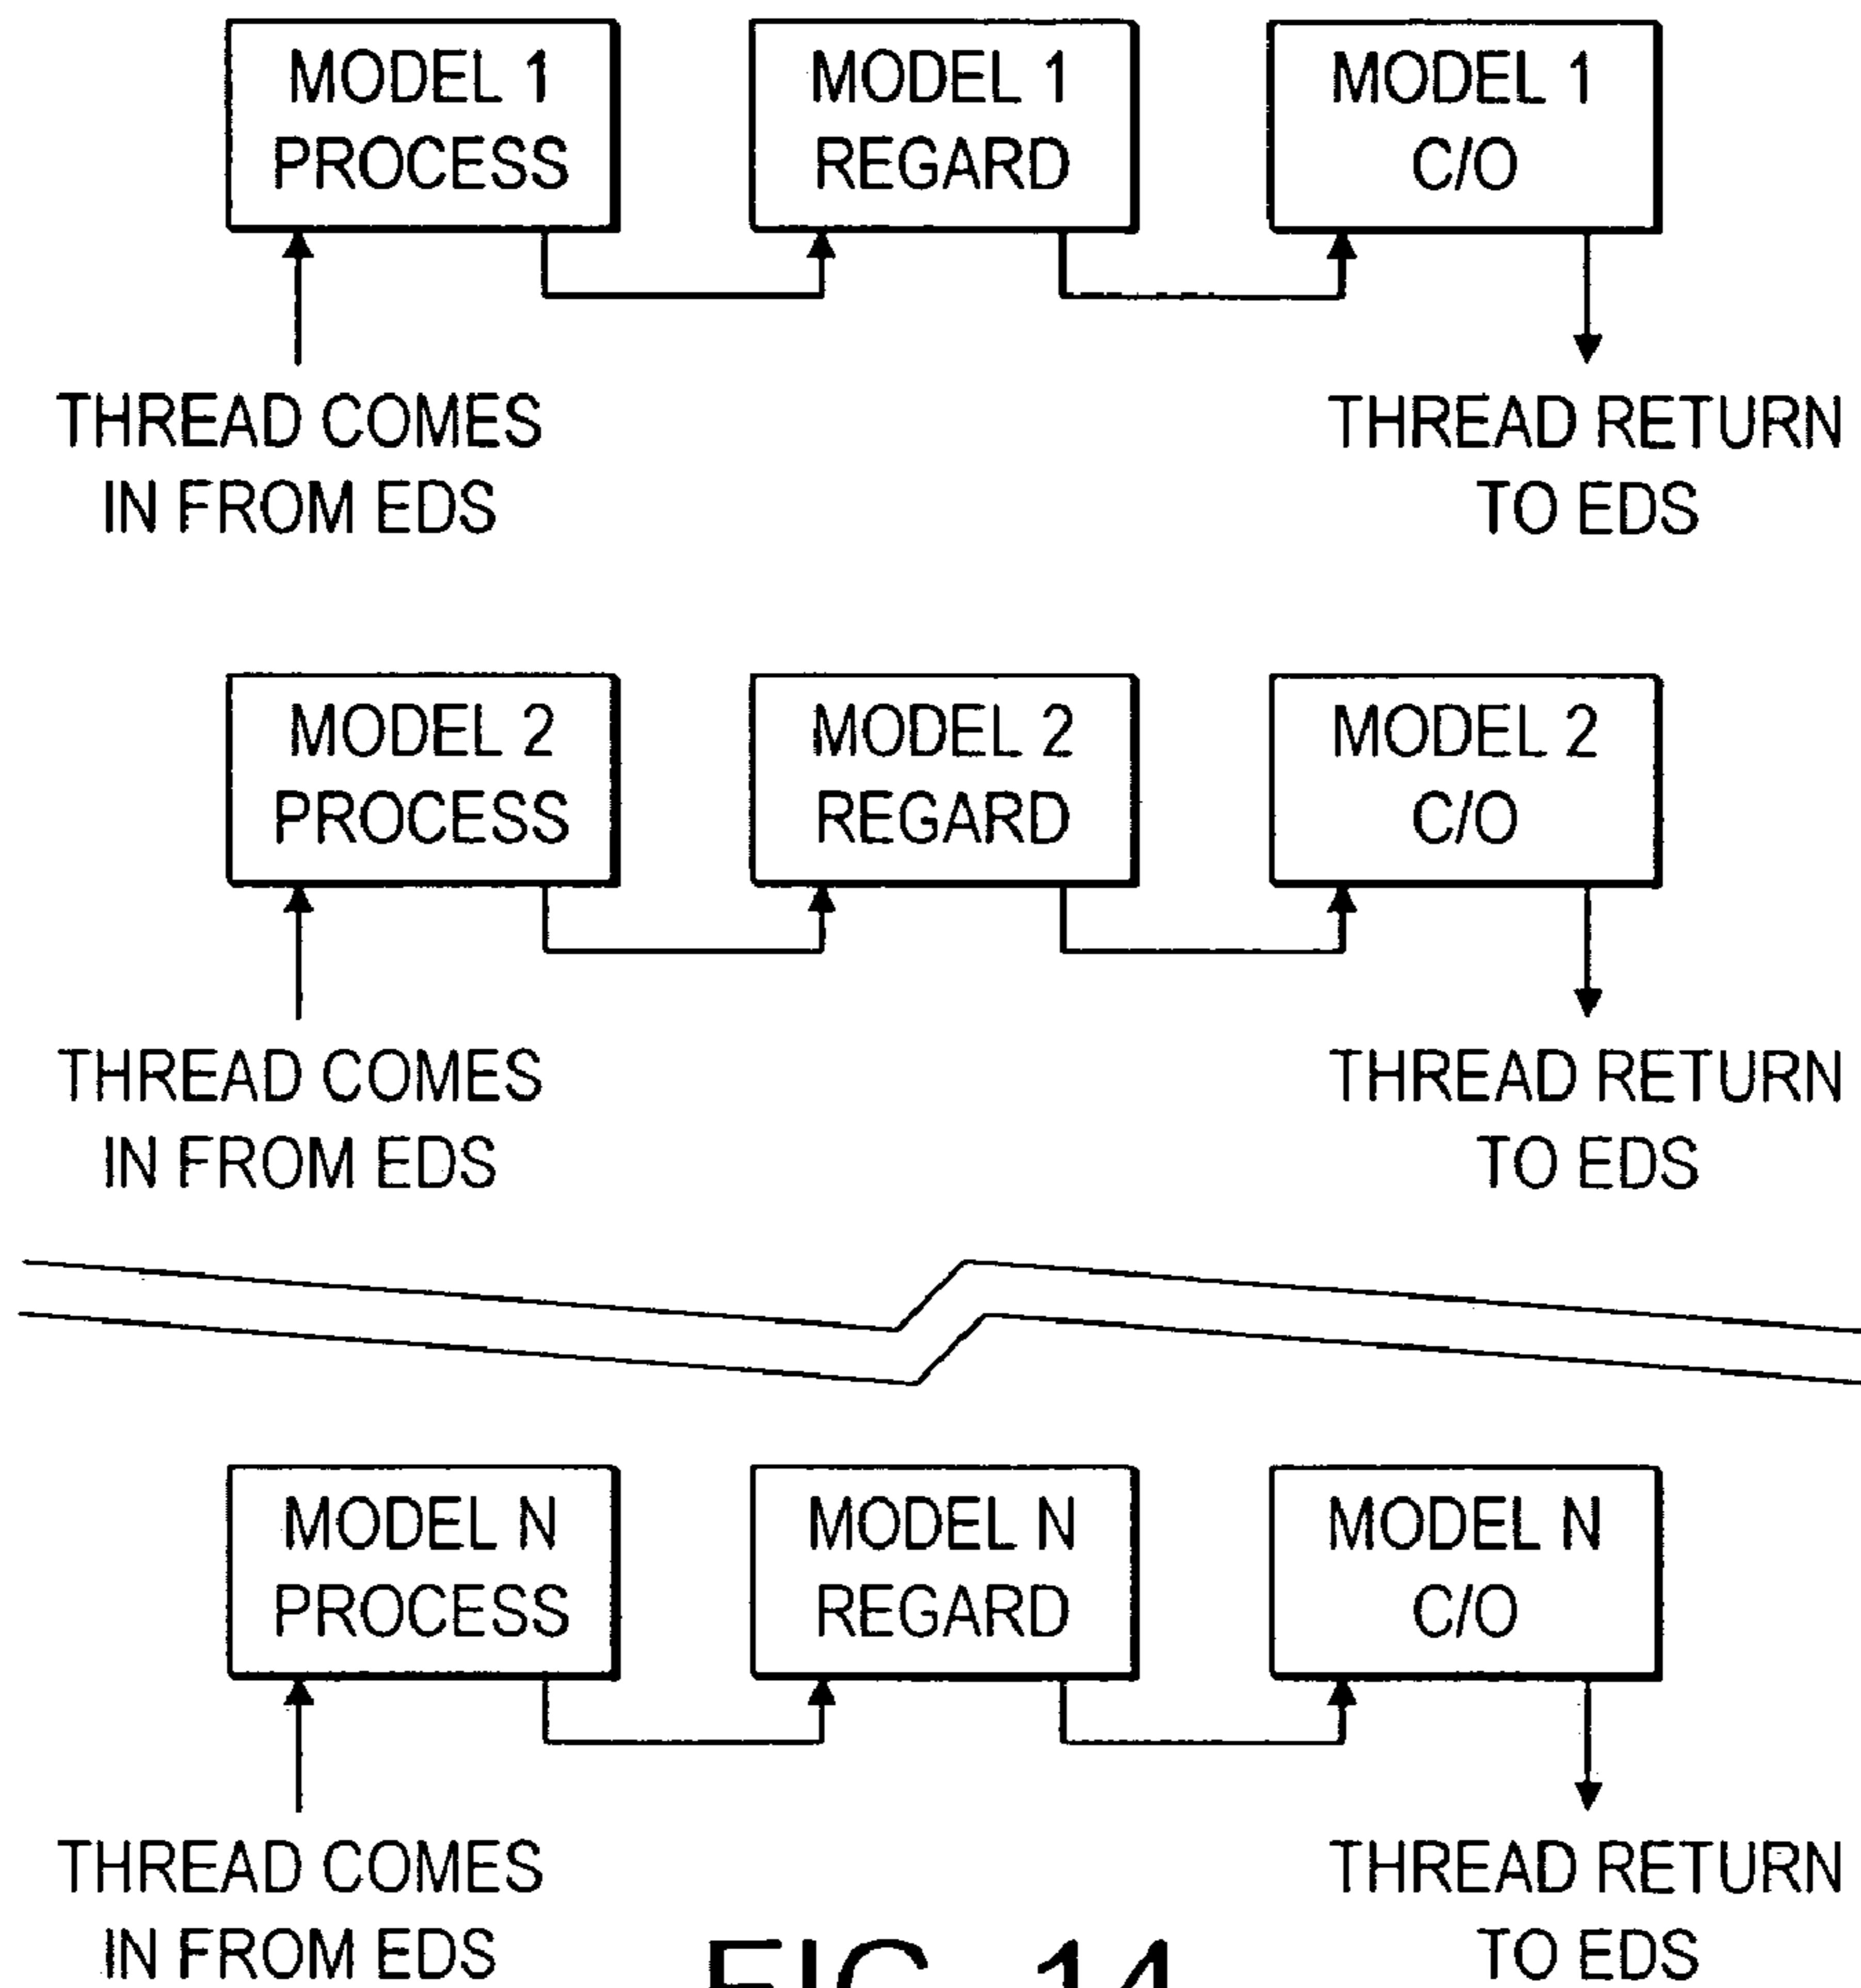 MODEL 1
PROCESS
MODEL 1
REGARD
MODEL 1
C/O
THREAD COMES
IN FROM EDS
THREAD RETURN
TO EDS
MODEL 2
PROCESS
MODEL 2
REGARD
MODEL 2
C/O
THREAD COMES
IN FROM EDS
THREAD RETURN
TO EDS
MODEL N
PROCESS
MODEL N
REGARD
MODEL N
C/O
THREAD COMES
IN FROM EDS
THREAD RETURN
TO EDS
FIG. 14